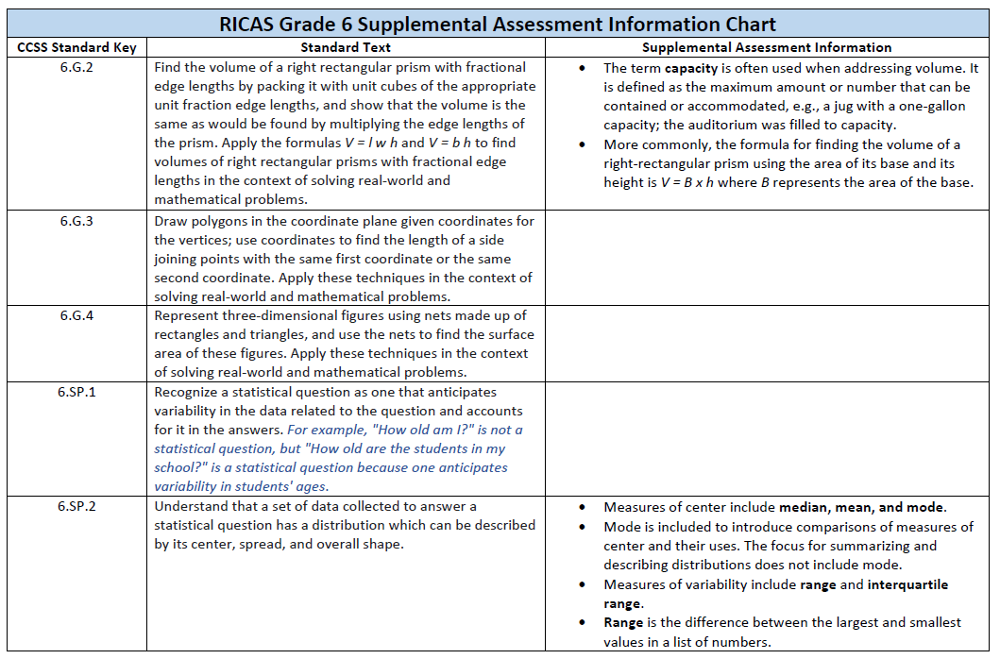 RICAS Grade 6 Supplemental Assessment Information Chart
CCSS Standard Key
Standard Text
Supplemental Assessment Information
6.G.2
Find the volume of a right rectangular prism with fractional
edge lengths by packing it with unit cubes of the appropriate
unit fraction edge lengths, and show that the volume is the
same as would be found by multiplying the edge lengths of
the prism. Apply the formulas V = l w h and V = b h to find
volumes of right rectangular prisms with fractional edge
lengths in the context of solving real-world and
mathematical problems.
• The term capacity is often used when addressing volume. It
is defined as the maximum amount or number that can be
contained or accommodated, e.g., a jug with a one-gallon
capacity; the auditorium was filled to capacity.
• More commonly, the formula for finding the volume of a
right-rectangular prism using the area of its base and its
height is V = B x h where B represents the area of the base.
6.G.3
Draw polygons in the coordinate plane given coordinates for
the vertices; use coordinates to find the length of a side
joining points with the same first coordinate or the same
second coordinate. Apply these techniques in the context of
solving real-world and mathematical problems.
6.G.4
Represent three-dimensional figures using nets made up of
rectangles and triangles, and use the nets to find the surface
area of these figures. Apply these techniques in the context
of solving real-world and mathematical problems.
6.SP.1
Recognize a statistical question as one that anticipates
variability in the data related to the question and accounts
for it in the answers. For example, "How old am I?" is not a
statistical question, but "How old are the students in my
school?" is a statistical question because one anticipates
variability in students' ages.
6.SP.2
Understand that a set of data collected to answer a
statistical question has a distribution which can be described
by its center, spread, and overall shape.
• Measures of center include median, mean, and mode.
• Mode is included to introduce comparisons of measures of
center and their uses. The focus for summarizing and
describing distributions does not include mode.
• Measures of variability include range and interquartile
range.
• Range is the difference between the largest and smallest
values in a list of numbers.